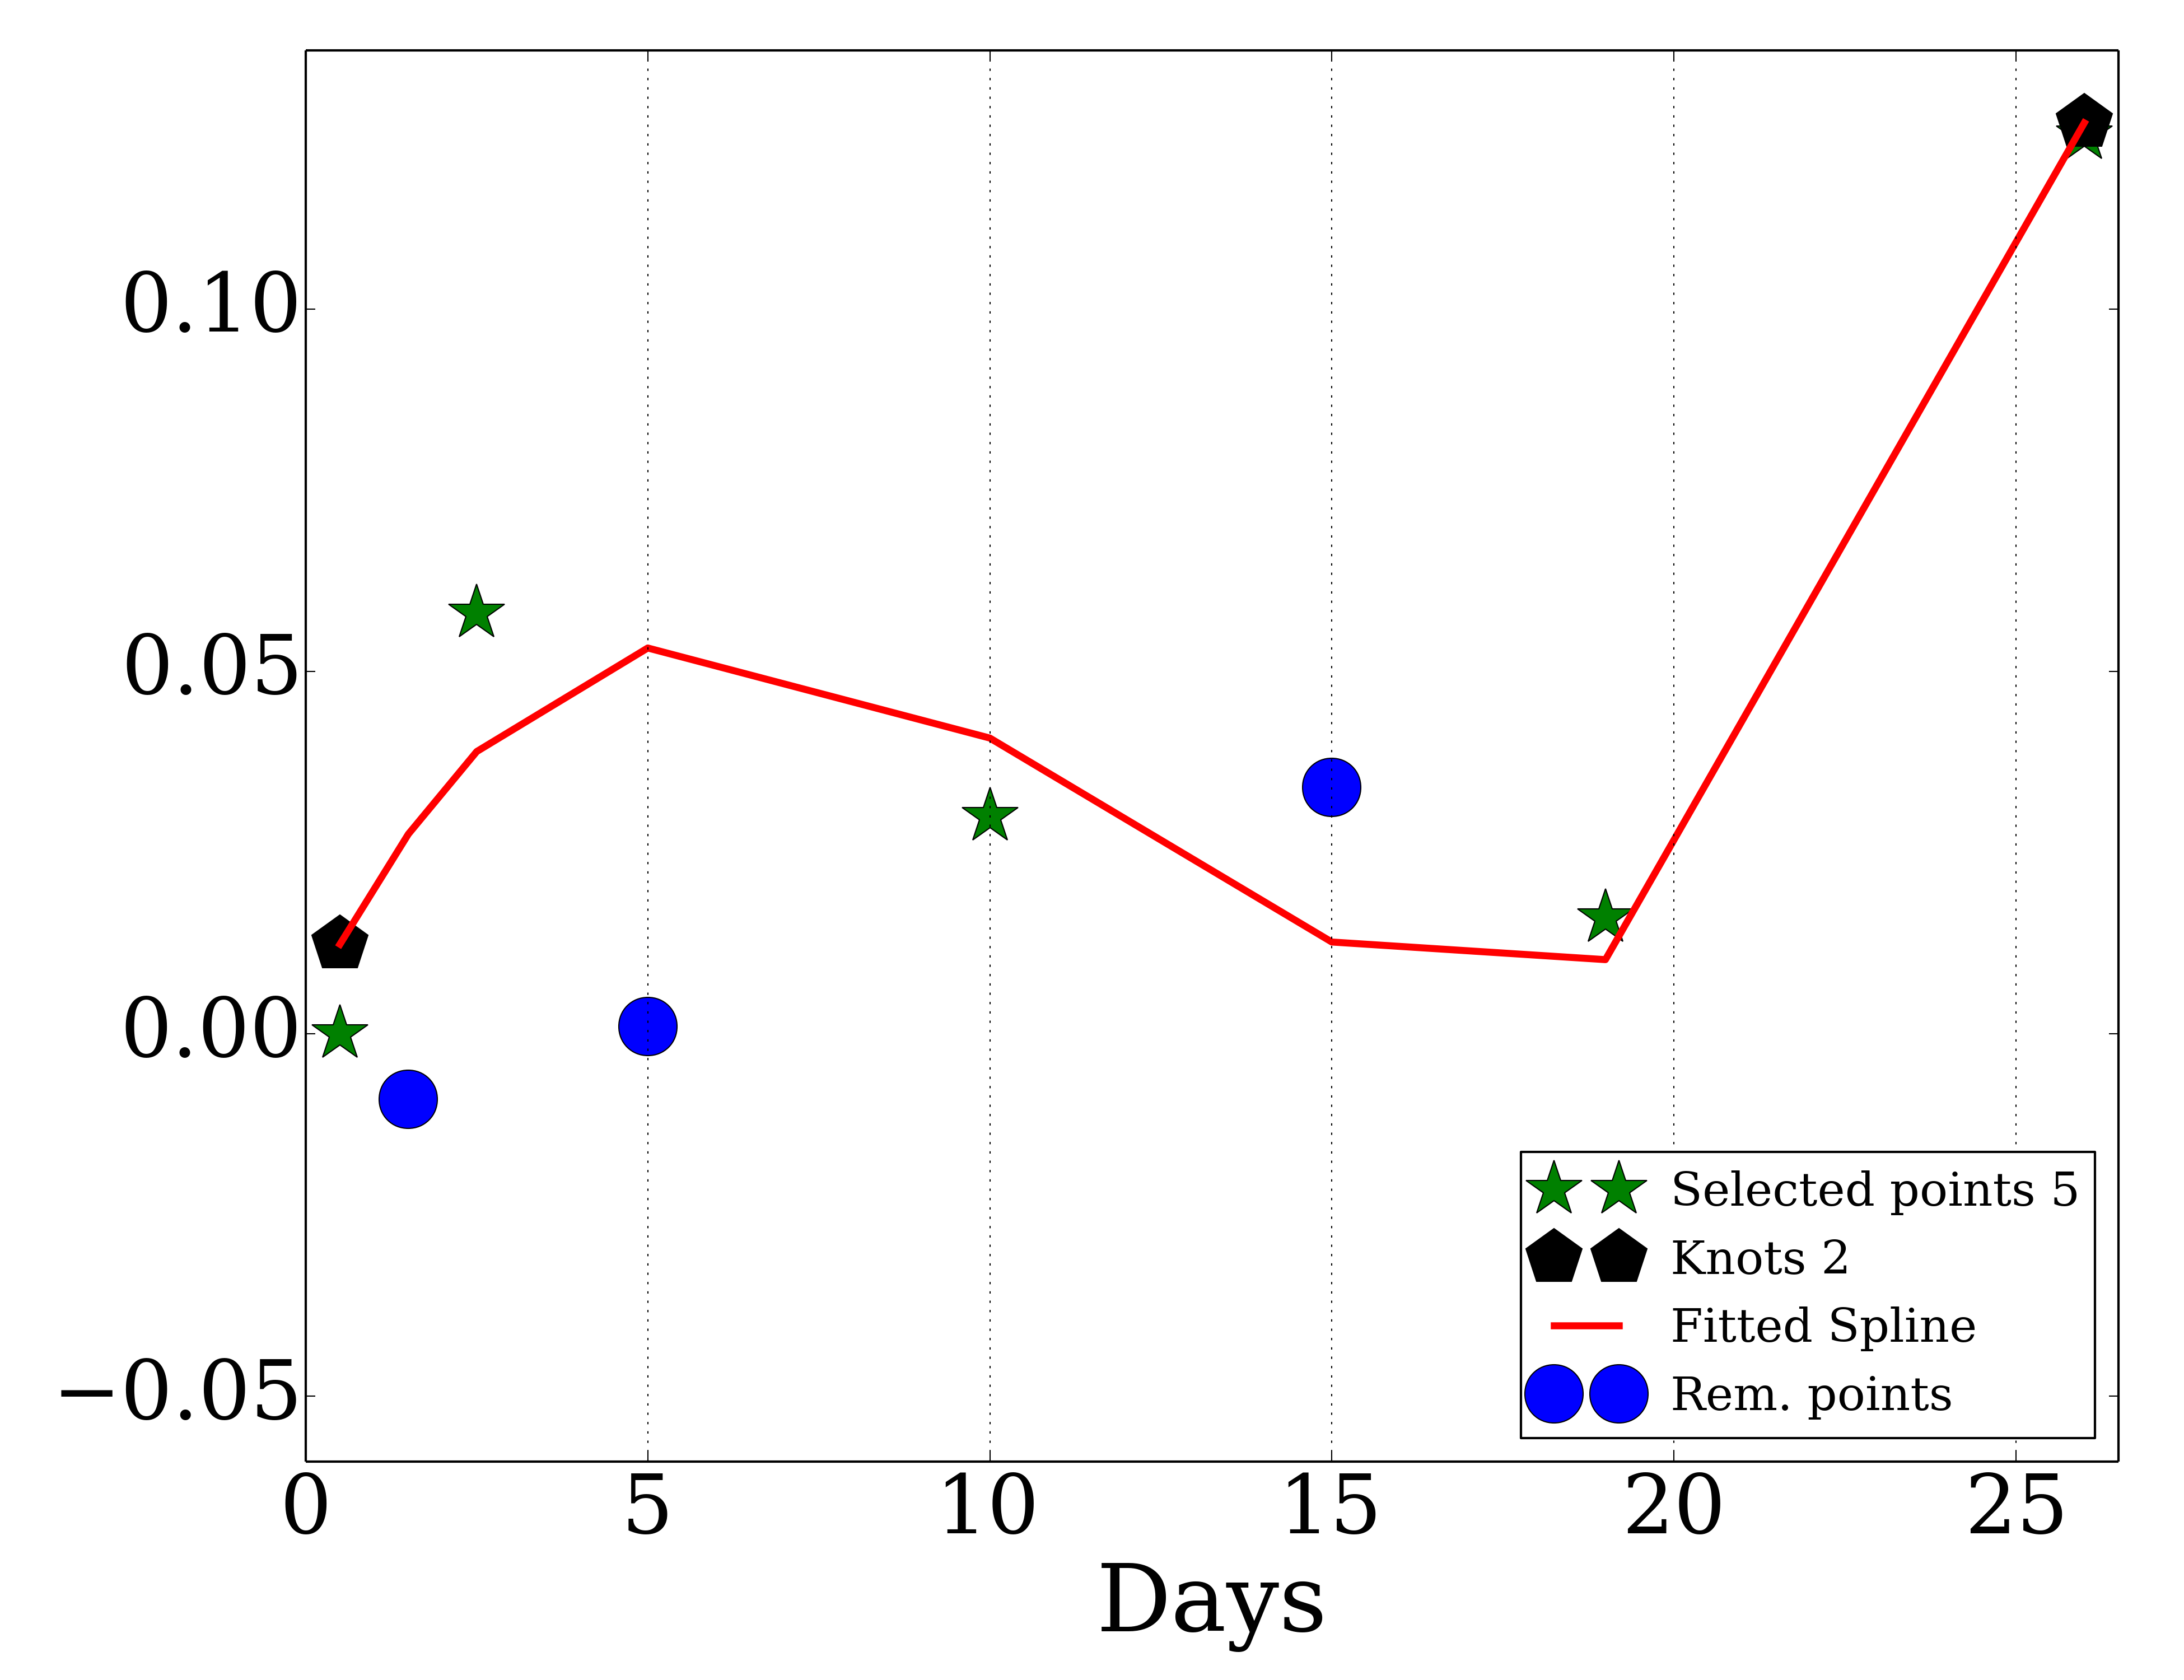 0.10
0.05
0.00
−0.05
0 5 10 15 20 25
Days
Selected points 5
Knots 2
Fitted Spline
Rem. points